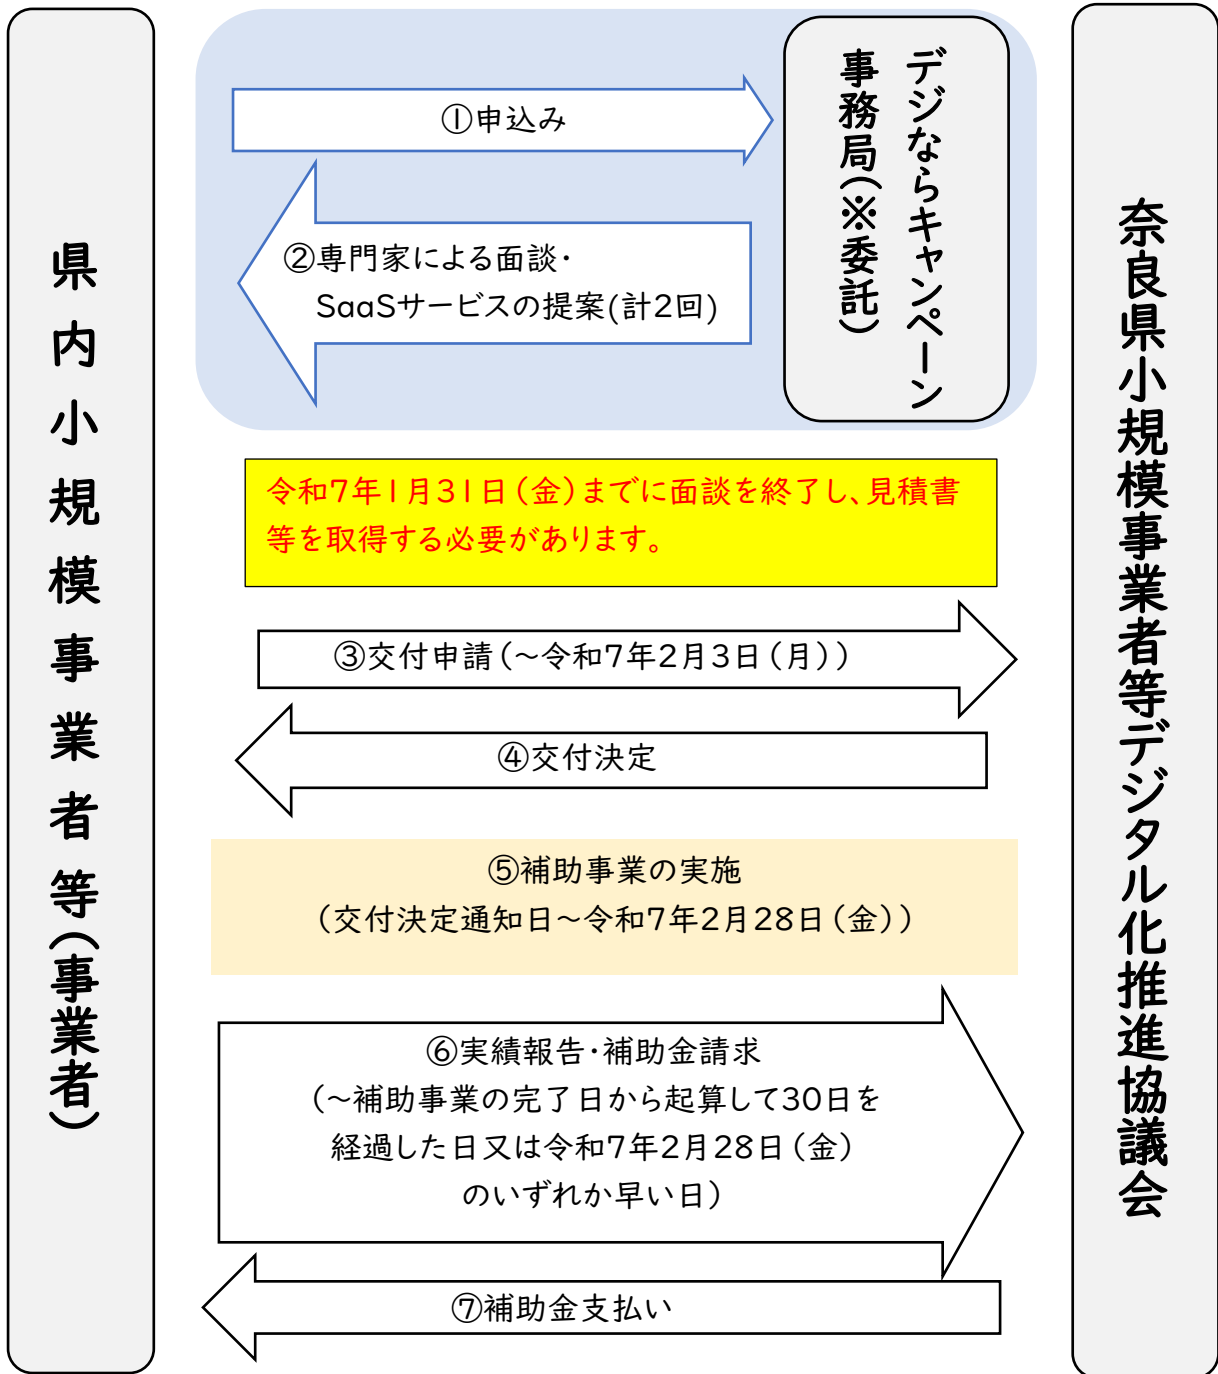 県内小規模事業者等(事業者)
①申込み
デジならキャンペーン
事務局(※委託)
②専門家による面談・
SaaSサービスの提案(計2回)
令和7年1月31日(金)までに面談を終了し、見積書
等を取得する必要があります。
③交付申請(~令和7年2月3日(月))
④交付決定
⑤補助事業の実施
(交付決定通知日~令和7年2月28日(金))
⑥実績報告・補助金請求
(~補助事業の完了日から起算して30日を
経過した日又は令和7年2月28日(金)
のいずれか早い日)
⑦補助金支払い
奈良県小規模事業者等デジタル化推進協議会